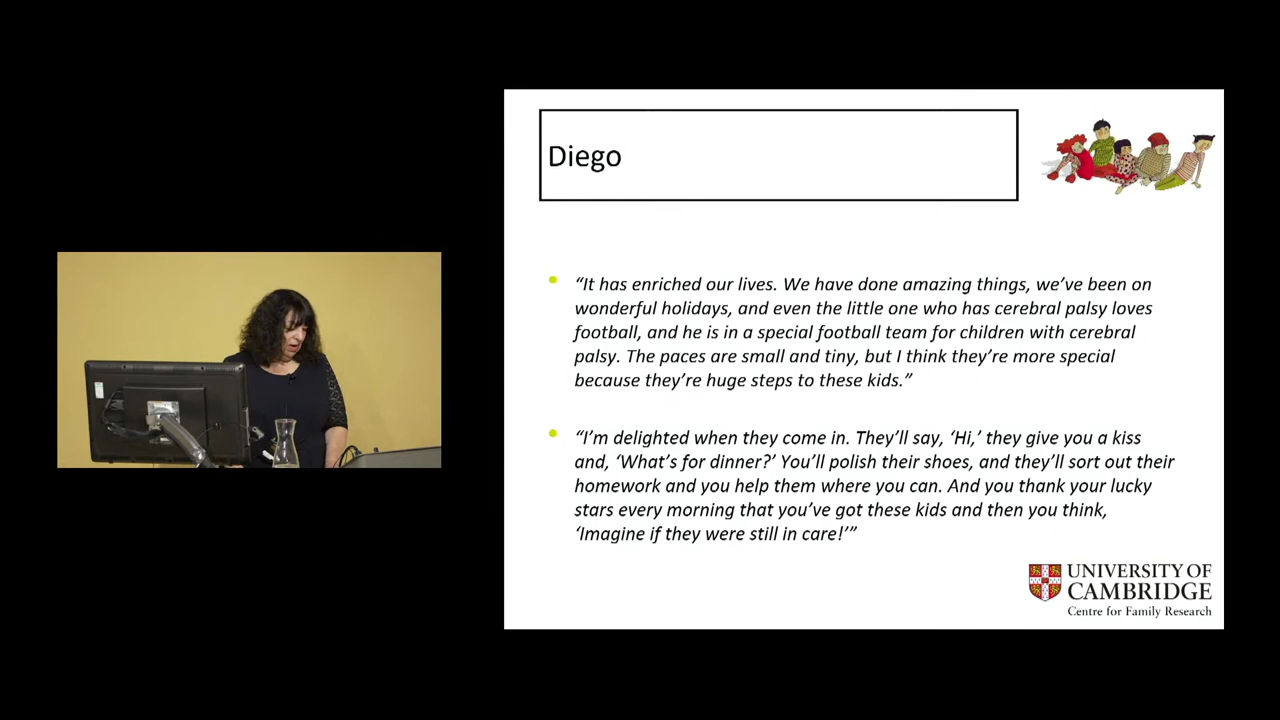 Diego
“It has enriched our lives. We have done amazing things, we’ve been on
wonderful holidays, and even the little one who has cerebral palsy loves
football, and he is in a special football team for children with cerebral
palsy. The paces are small and tiny, but I think they’re more special
because they’re huge steps to these kids.”
“I’m delighted when they come in. They’ll say, ‘Hi,’ they give you a kiss
and, ‘What’s for dinner?’ You’ll polish their shoes, and they’ll sort out their
homework and you help them where you can. And you thank your lucky
stars every morning that you’ve got these kids and then you think,
‘Imagine if they were still in care!’”
UNIVERSITY OF
CAMBRIDGE
Centre for Family Research